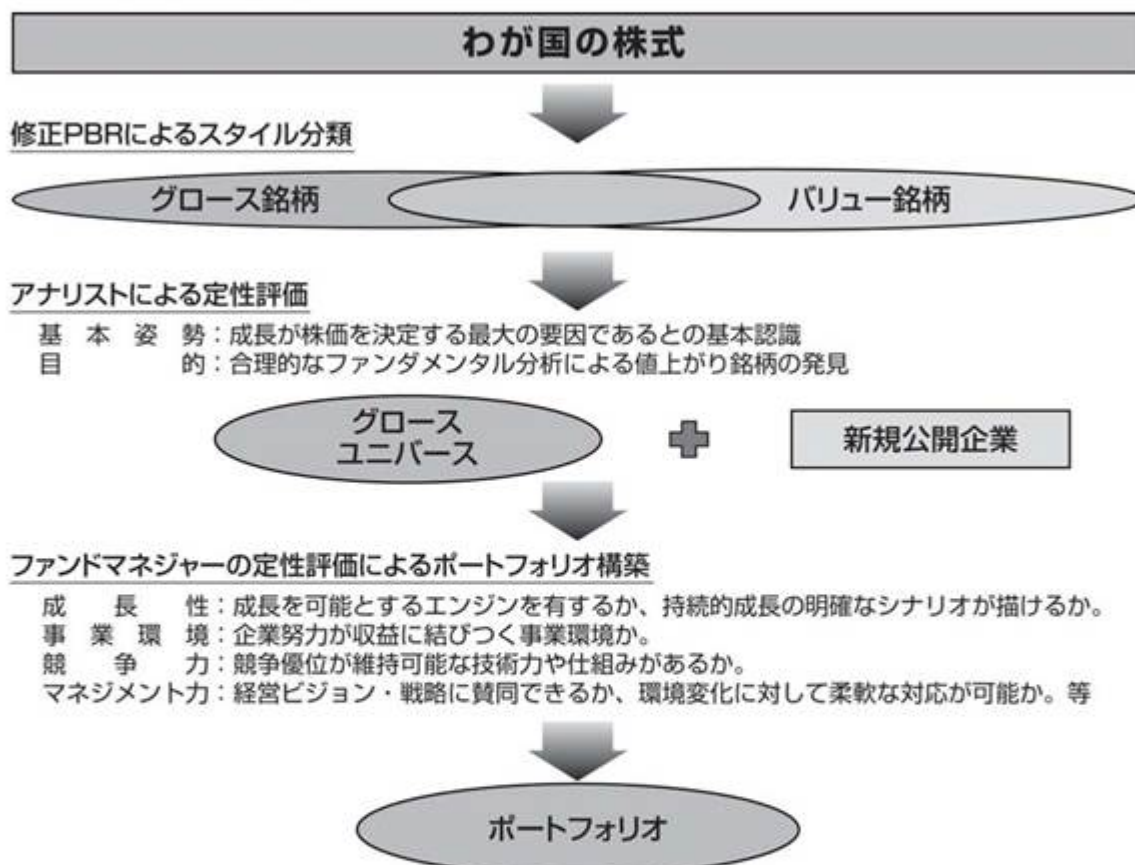 わが国の株式
修正PBRによるスタイル分類
グロース銘柄 バリュー銘柄
アナリストによる定性評価
基本姿勢：成長が株価を決定する最大の要因であるとの基本認識
目的：合理的なファンダメンタル分析による値上がり銘柄の発見
グロース
ユニバース
新規公開企業
ファンドマネジャーの定性評価によるポートフォリオ構築
成長性：成長を可能とするエンジンを有するか、持続的成長の明確なシナリオが描けるか。
事業環境：企業努力が収益に結びつく事業環境か。
競争力：競争優位が維持可能な技術力や仕組みがあるか。
マネジメント力：経営ビジョン・戦略に賛同できるか、環境変化に対して柔軟な対応が可能か。等
ポートフォリオ